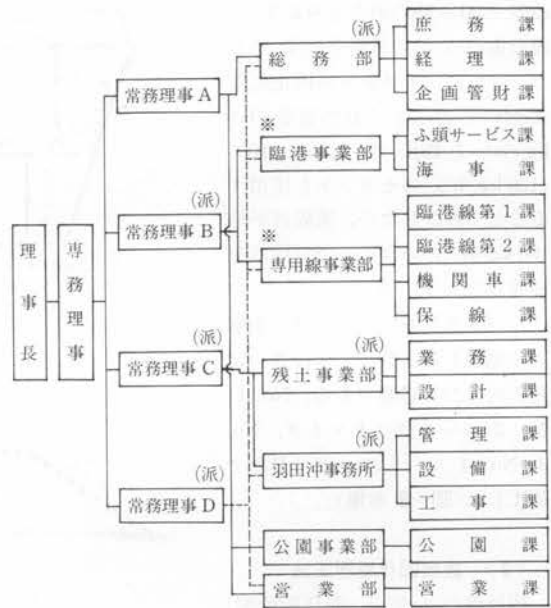 理事長
専務理事
常務理事A
(派)
常務理事B
(派)
常務理事C
(派)
常務理事D
(派)
総務部
※
臨港事業部
※
専用線事業部
(派)
残土事業部
(派)
羽田沖事務所
公園事業部
営業部
庶務課
経理課
企画管財課
ふ頭サービス課
海事課
臨港線第1課
臨港線第2課
機関車課
保線課
業務課
設計課
管理課
設備課
工事課
公園課
営業課